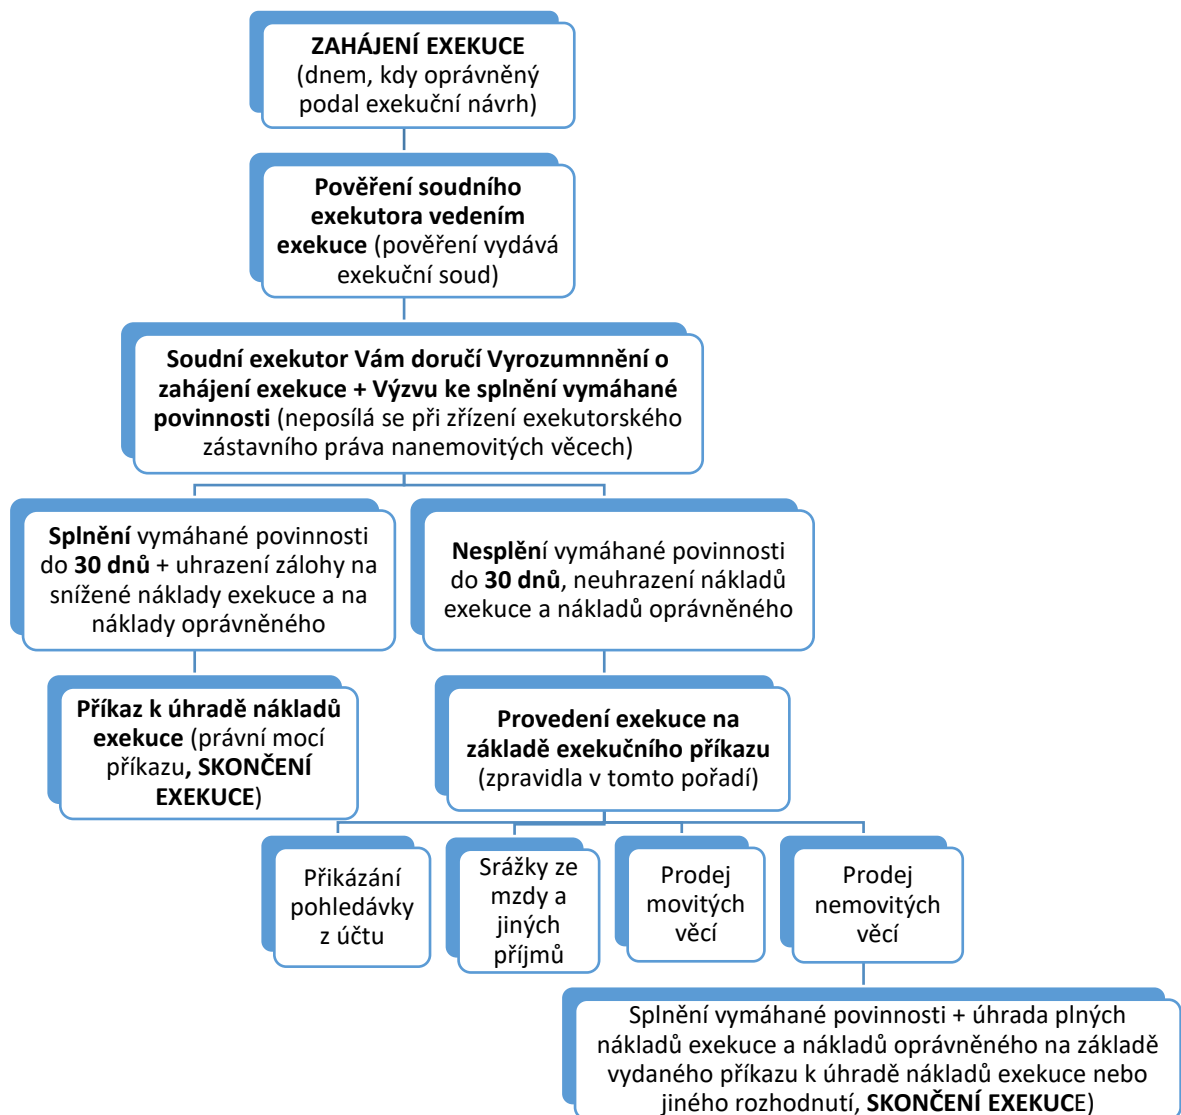 ZAHÁJENÍ EXEKUCE
(dnem, kdy oprávněný
podal exekuční návrh)
Pověření soudního
exekutora vedením
exekuce (pověření vydává
exekuční soud)
Soudní exekutor Vám doručí Vyrozumnnění o
zahájení exekuce + Výzvu ke splnění vymáhané
povinnosti (neposílá se při zřízení exekutorského
zástavního práva nanemovitých věcech)
Splnění vymáhané povinnosti
do 30 dnů + uhrazení zálohy na
snížené náklady exekuce a na
náklady oprávněného
Nesplění vymáhané povinnosti
do 30 dnů, neuhrazení nákladů
exekuce a nákladů oprávněného
Příkaz k úhradě nákladů
exekuce (právní mocí
příkazu, SKONČENÍ
EXEKUCE)
Provedení exekuce na
základě exekučního příkazu
(zpravidla v tomto pořadí)
Přikázání
pohledávky
z účtu
Srážky ze
mzdy a
jiných
příjmů
Prodej
movitých
věcí
Prodej
nemovitých
věcí
Splnění vymáhané povinnosti + úhrada plných
nákladů exekuce a nákladů oprávněného na základě
vydaného příkazu k úhradě nákladů exekuce nebo
jiného rozhodnutí, SKONČENÍ EXEKUCE)